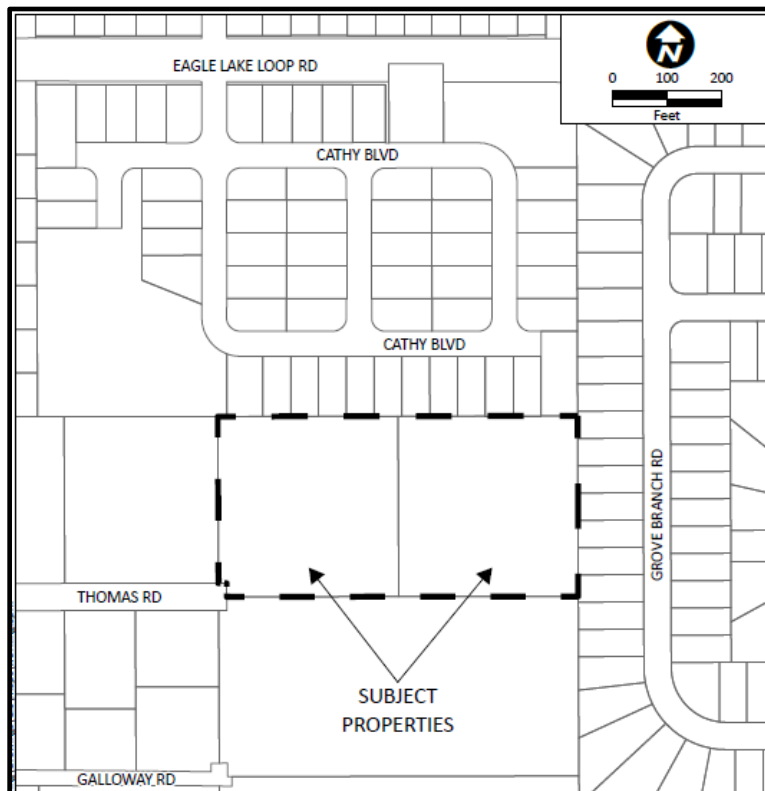 EAGLE LAKE LOOP RD
N
0 100 200
Feet
CATHY BLVD
CATHY BLVD
GROVE BRANCH RD
THOMAS RD
SUBJECT
PROPERTIES
GALLOWAY RD